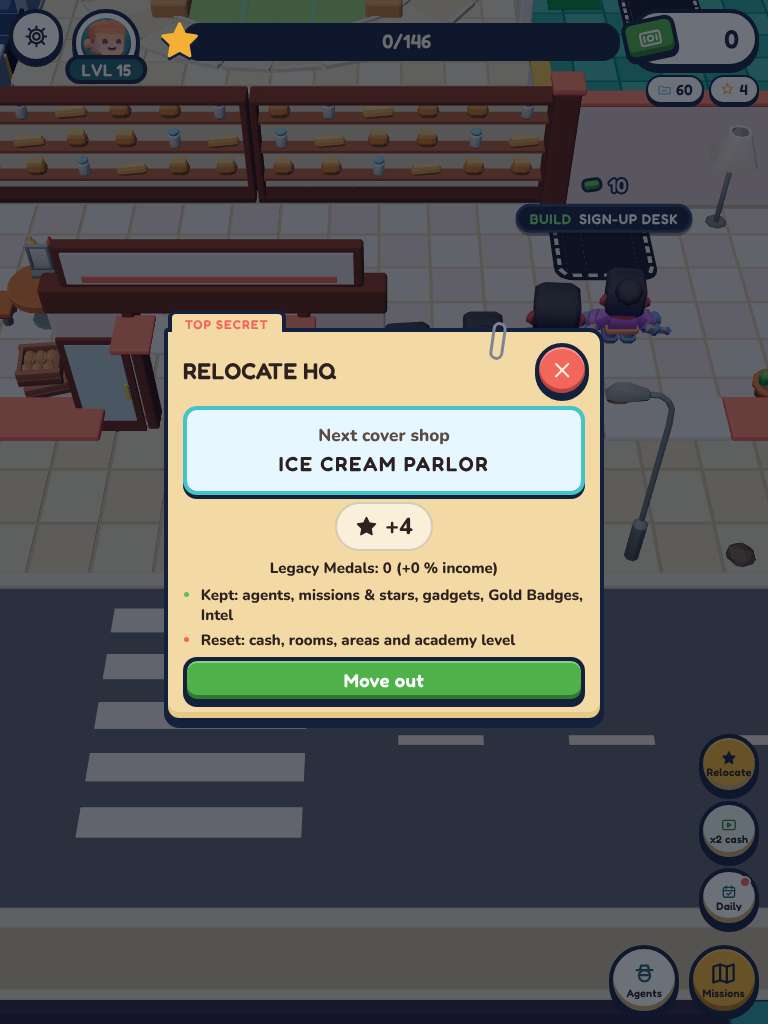 0/146
0
LVL 15
60
4
10
BUILD SIGN-UP DESK
TOP SECRET
RELOCATE HQ
Next cover shop
ICE CREAM PARLOR
+4
Legacy Medals: 0 (+0 % income)
Kept: agents, missions & stars, gadgets, Gold Badges,
Intel
Reset: cash, rooms, areas and academy level
Move out
Relocate
x2 cash
Daily
Agents
Missions